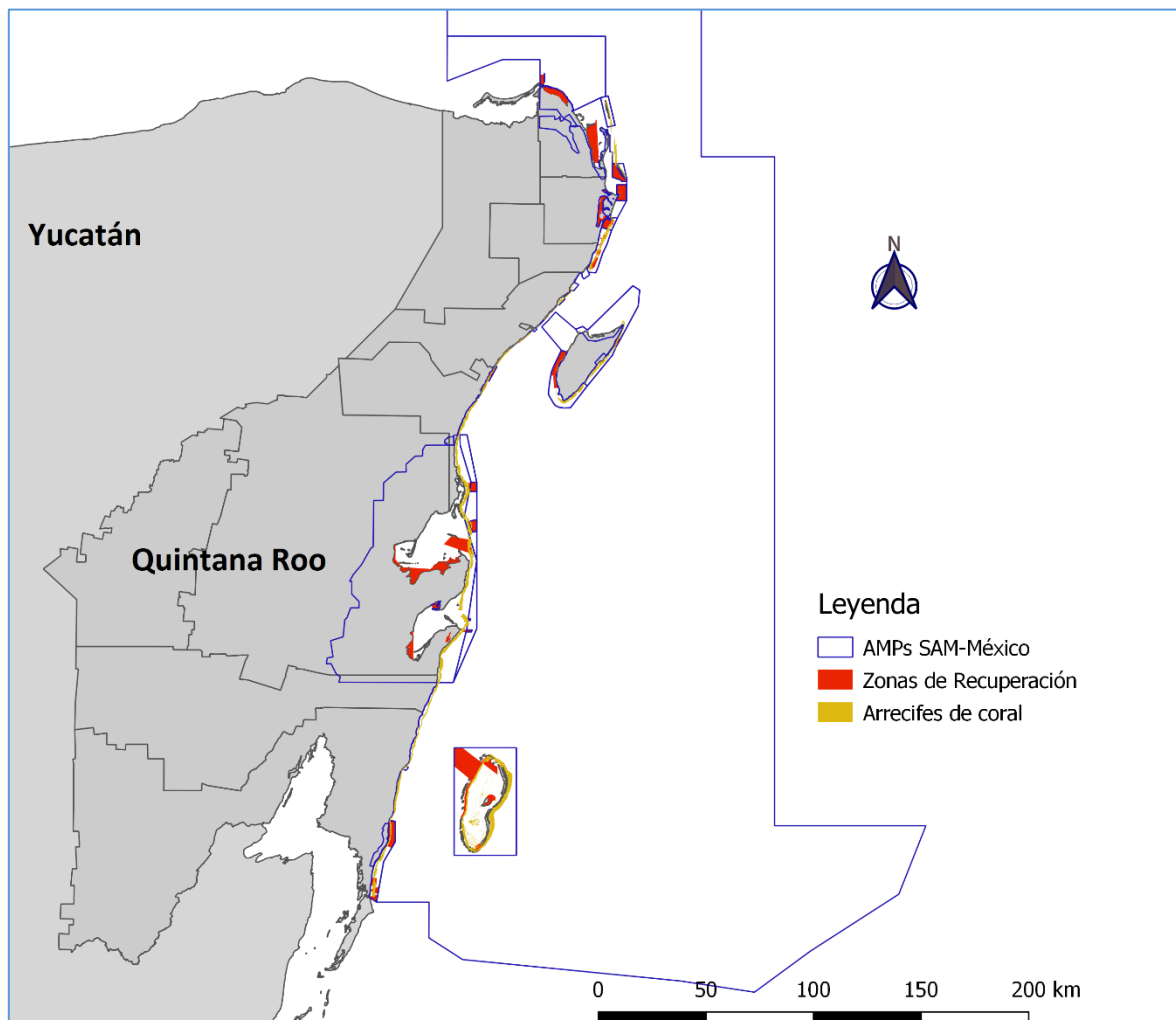 N
Yucatán
Quintana Roo
Leyenda
AMPs SAM-México
Zonas de Recuperación
Arrecifes de coral
0 50 100 150 200 km